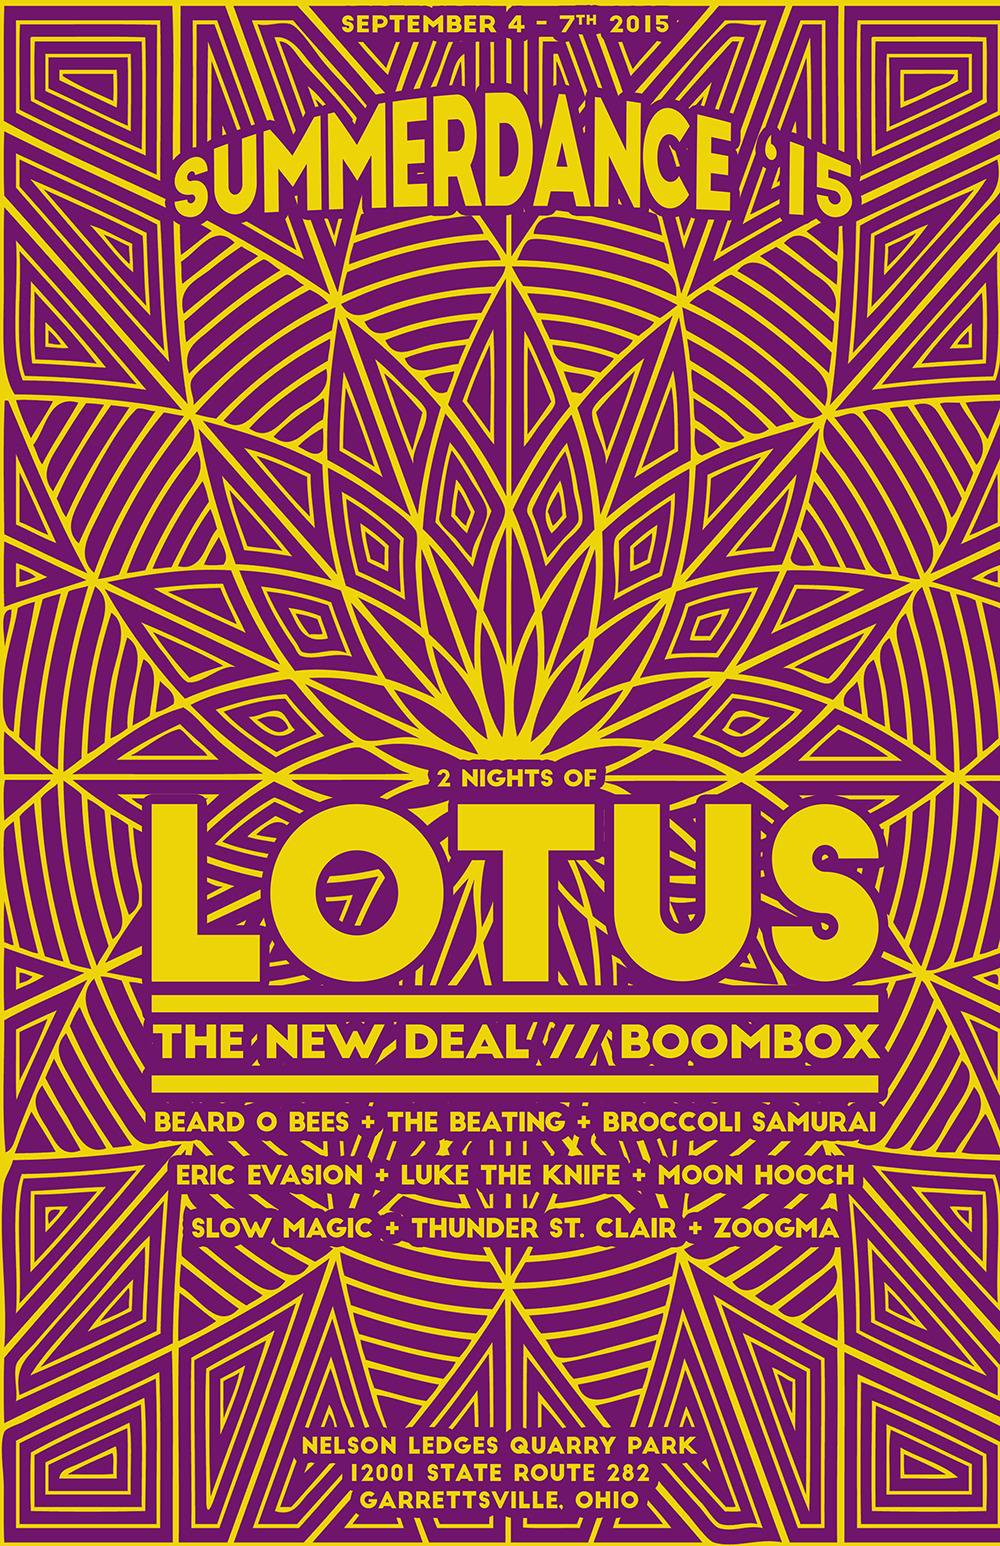 SEPTEMBER 4 - 7TH 2015
SUMMERDANCE '15
2 NIGHTS OF
LOTUS
THE NEW DEAL /// BOOMBOX
BEARD O BEES + THE BEATING + BROCCOLI SAMURAI
ERIC EVASION + LUKE THE KNIFE + MOON HOOCH
SLOW MAGIC + THUNDER ST. CLAIR + ZOOGMA
NELSON LEDGES QUARRY PARK
12001 STATE ROUTE 282
GARRETTSVILLE, OHIO